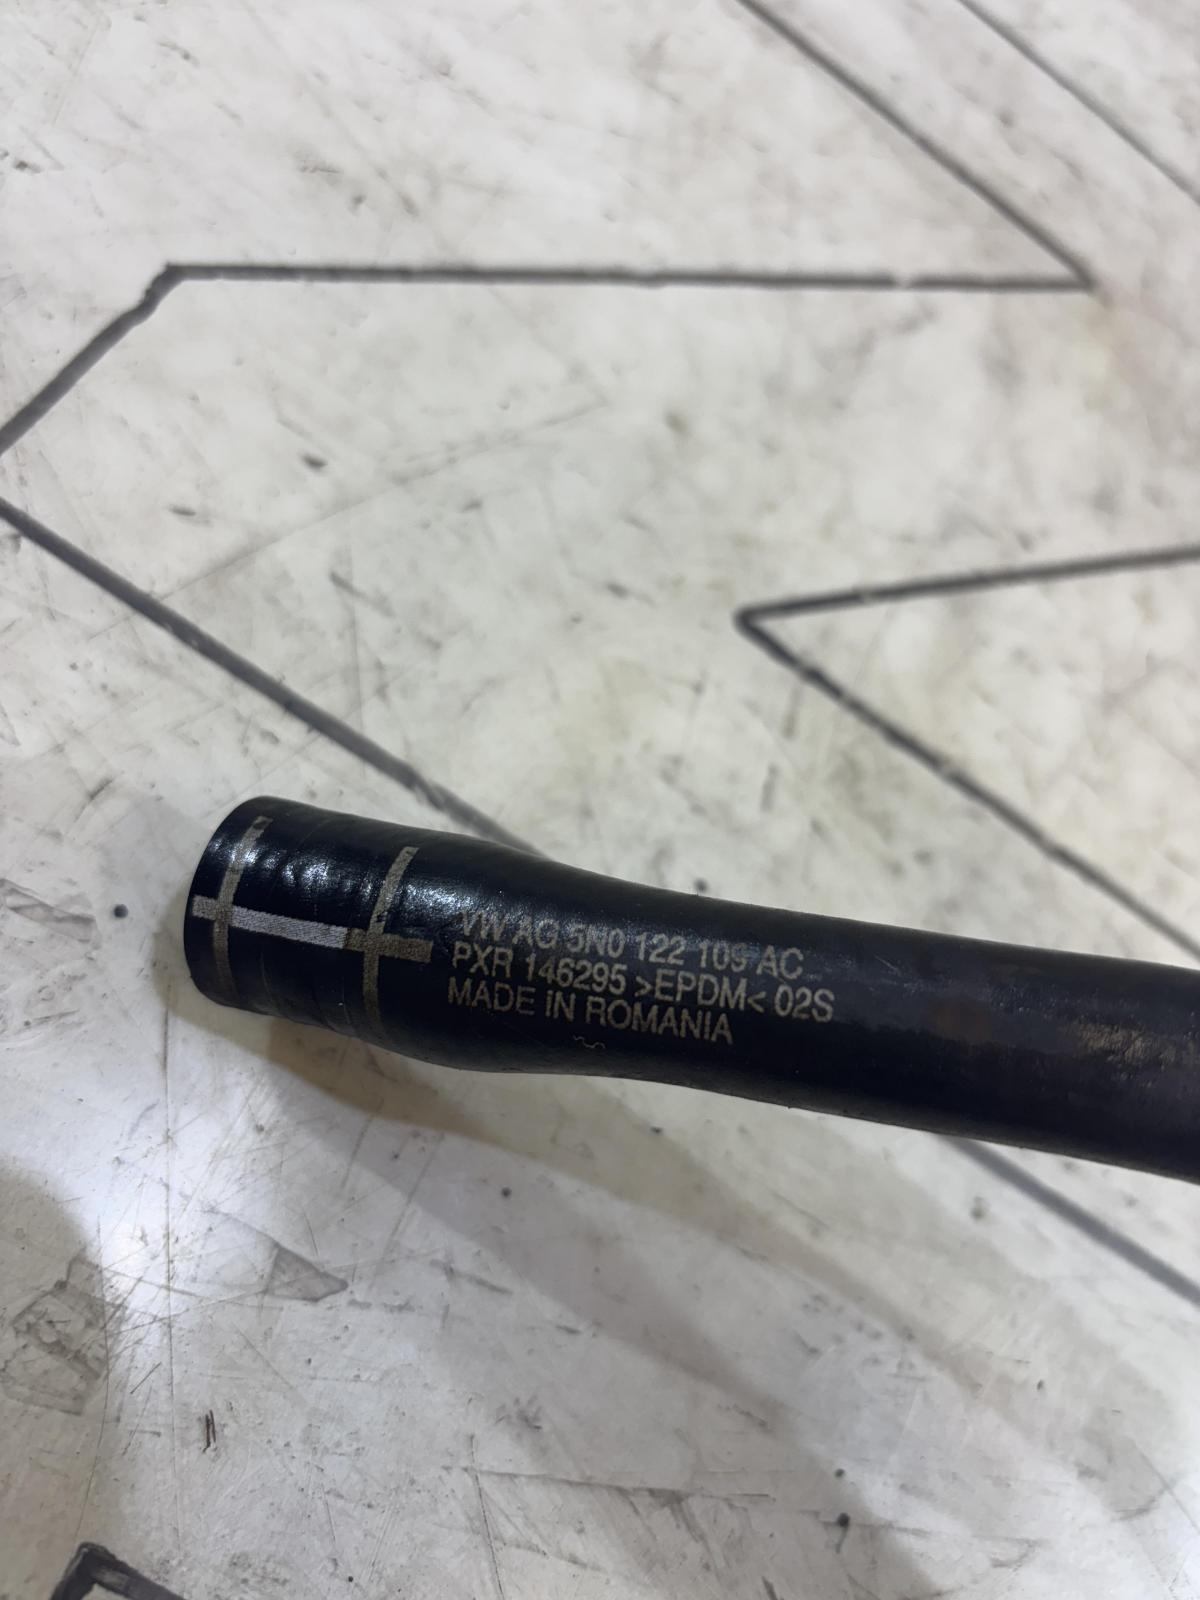 VW AG 5N0 122 109 AC
PXR 146295 >EPDM< 02S
MADE IN ROMANIA